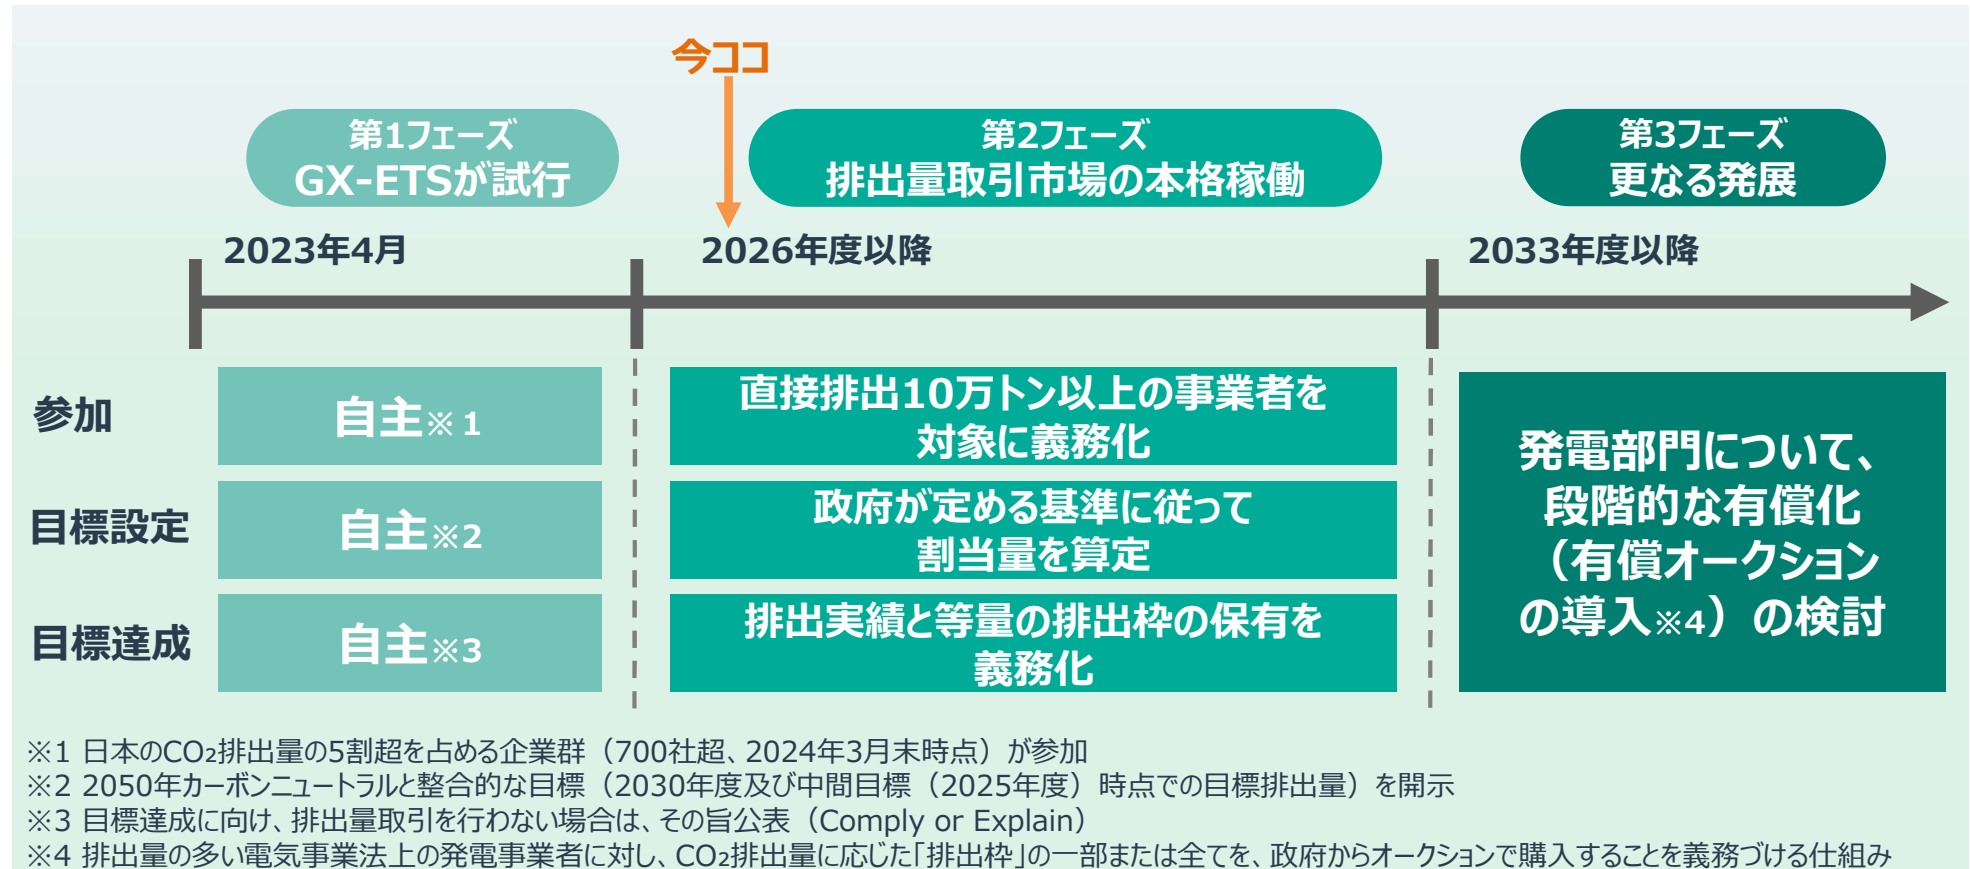 今ココ
第1フェーズ
GX-ETSが試行
第2フェーズ
排出量取引市場の本格稼働
第3フェーズ
更なる発展
2023年4月
2026年度以降
2033年度以降
参加
自主※1
直接排出10万トン以上の事業者を
対象に義務化
目標設定
自主※2
政府が定める基準に従って
割当量を算定
目標達成
自主※3
排出実績と等量の排出枠の保有を
義務化
発電部門について、
段階的な有償化
（有償オークション
の導入※4）の検討
※1 日本のCO₂排出量の5割超を占める企業群（700社超、2024年3月末時点）が参加
※2 2050年カーボンニュートラルと整合的な目標（2030年度及び中間目標（2025年度）時点での目標排出量）を開示
※3 目標達成に向け、排出量取引を行わない場合は、その旨公表（Comply or Explain）
※4 排出量の多い電気事業法上の発電事業者に対し、CO₂排出量に応じた「排出枠」の一部または全てを、政府からオークションで購入することを義務づける仕組み